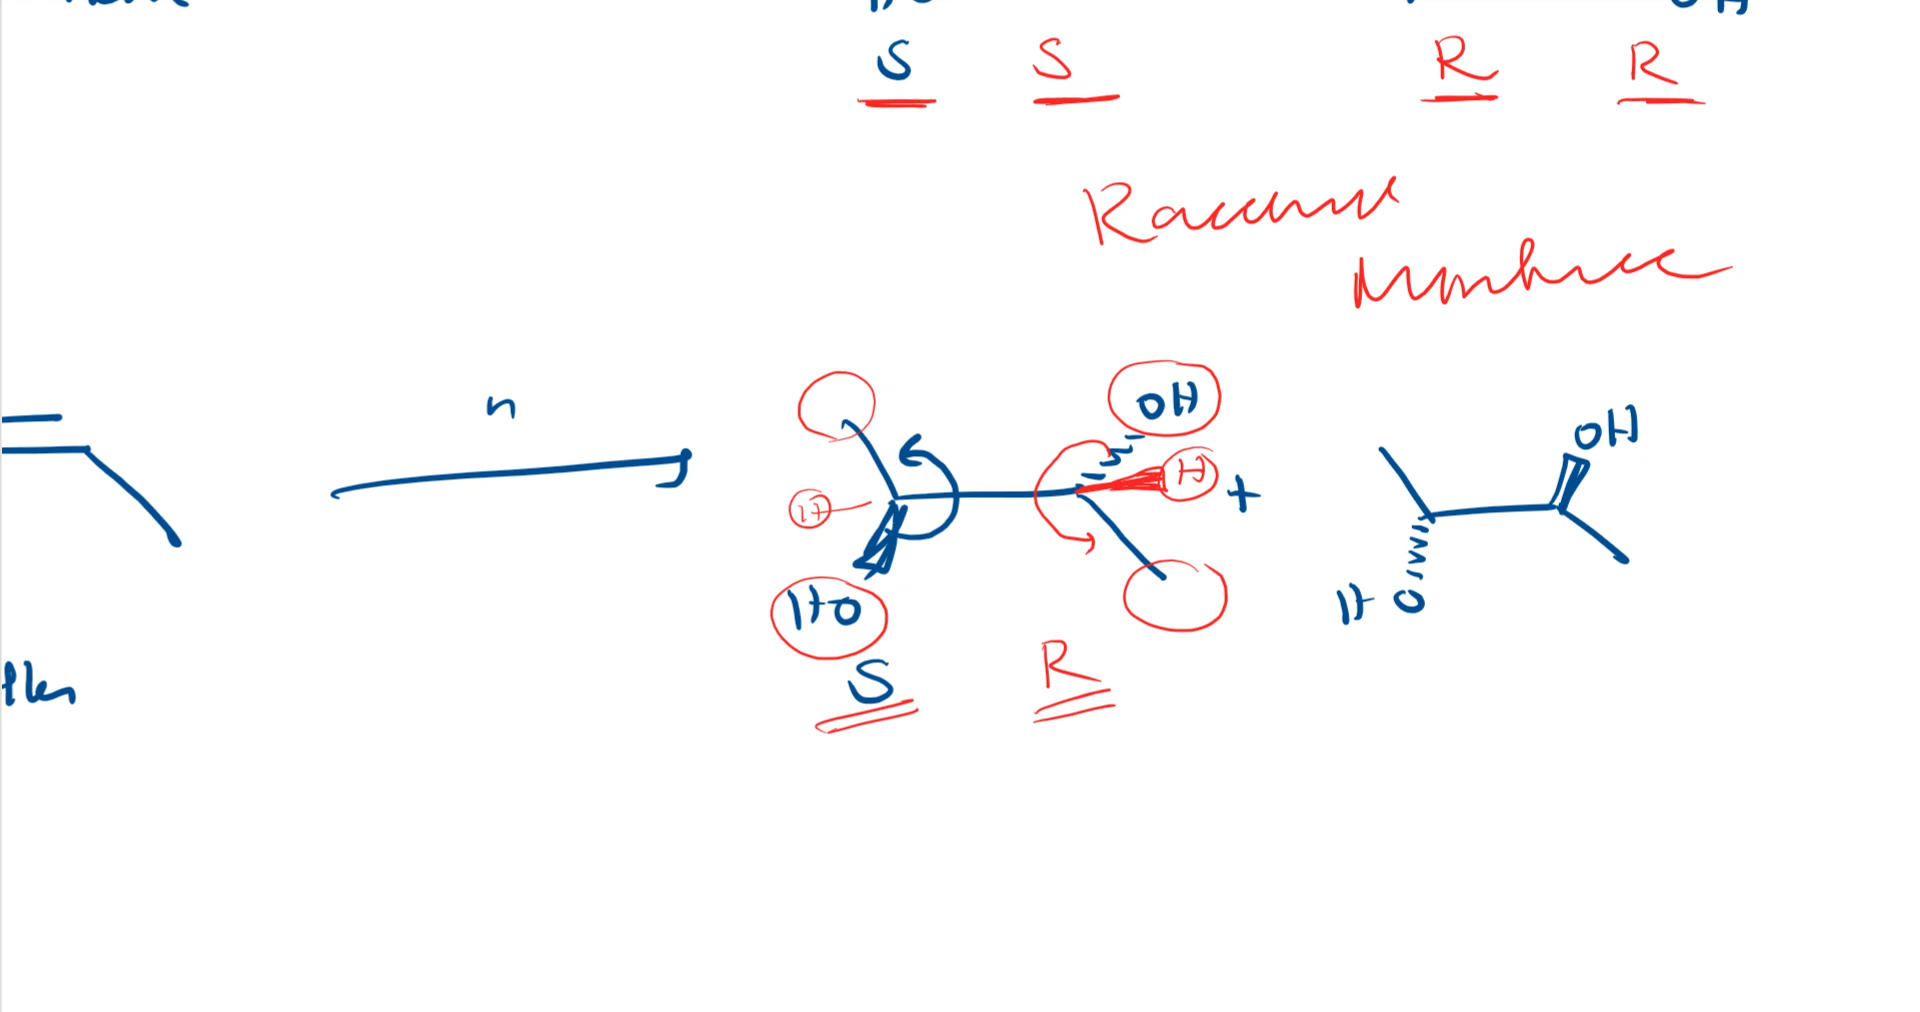 S S R R
Racemic
Mixture
n
OH
H
H
+
HO
OH
HO
S R